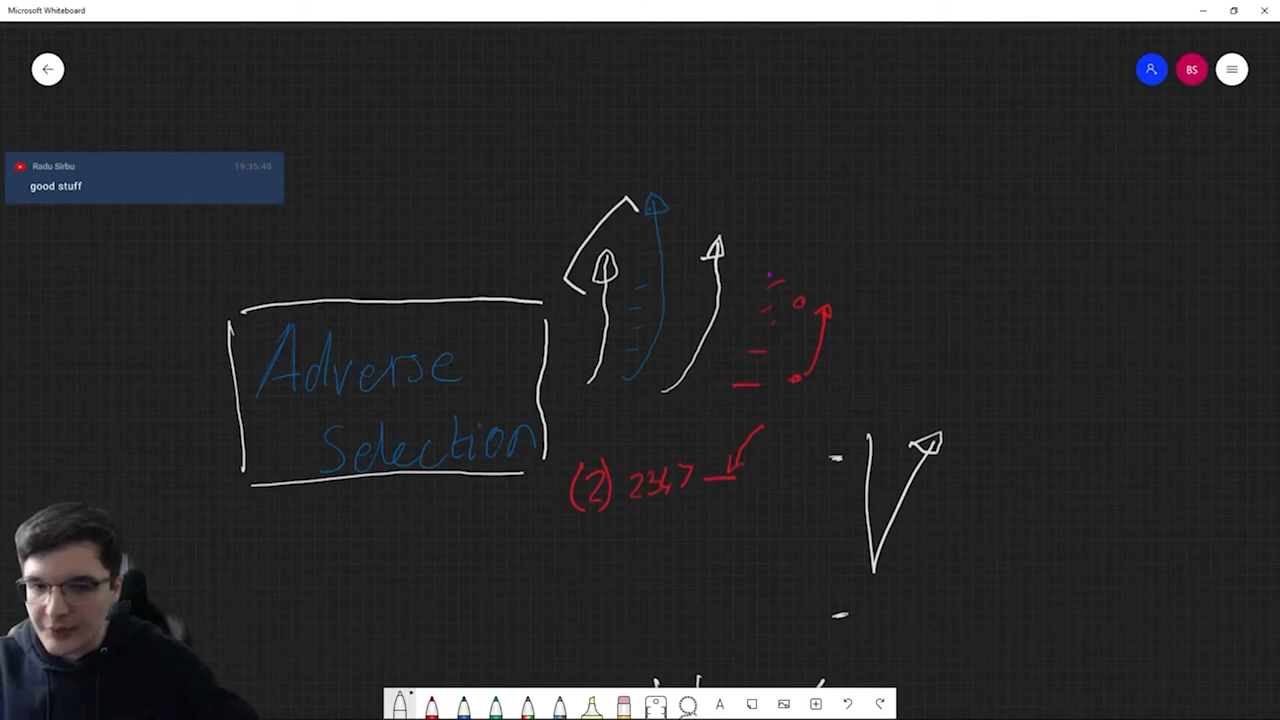 Microsoft Whiteboard
BS
Radu Sirbu 19:35:48
good stuff
Adverse
Selection
(2) 2347
A